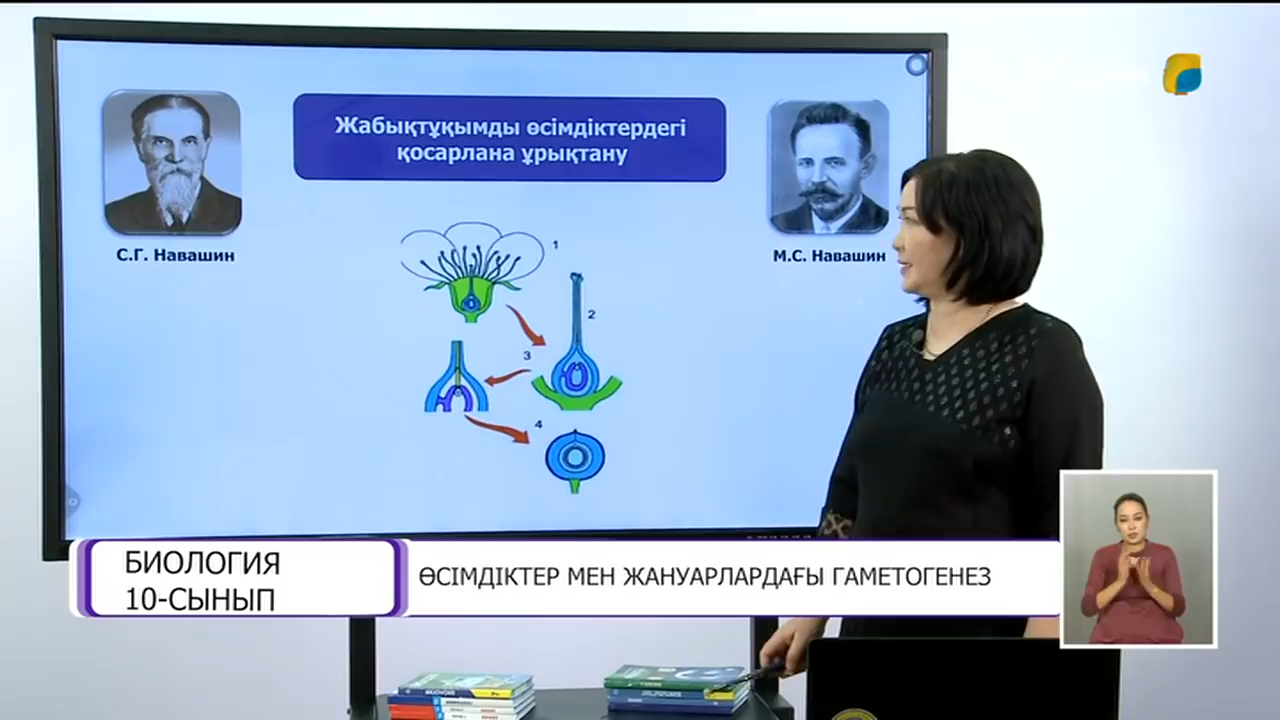 Жабықтұқымды өсімдіктердегі
қосарлана ұрықтану
С.Г. Навашин
М.С. Навашин
1
2
3
4
БИОЛОГИЯ
10-СЫНЫП
ӨСІМДІКТЕР МЕН ЖАНУАРЛАРДАҒЫ ГАМЕТОГЕНЕЗ